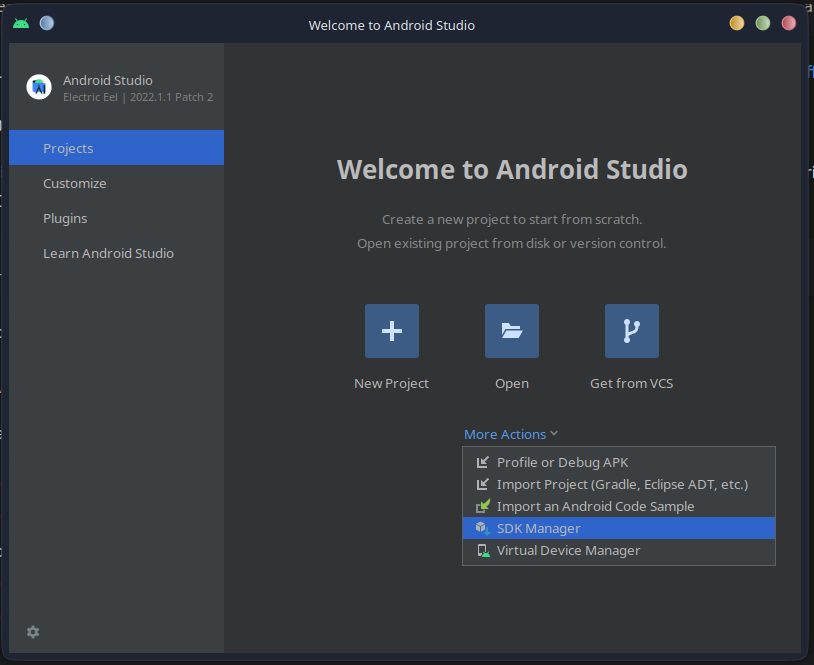 Welcome to Android Studio
Android Studio
Electric Eel | 2022.1.1 Patch 2
Projects
Customize
Plugins
Learn Android Studio
Welcome to Android Studio
Create a new project to start from scratch.
Open existing project from disk or version control.
New Project
Open
Get from VCS
More Actions
Profile or Debug APK
Import Project (Gradle, Eclipse ADT, etc.)
Import an Android Code Sample
SDK Manager
Virtual Device Manager